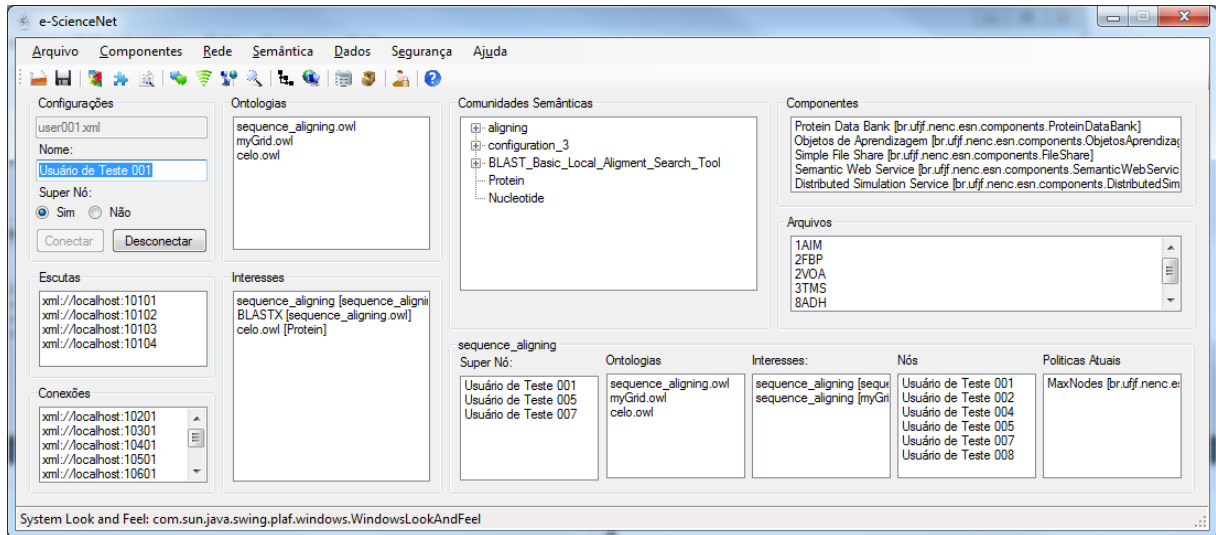 e-ScienceNet
Arquivo Componentes Rede Semântica Dados Segurança Ajuda
Configurações
user001.xml
Nome:
Usuário de Teste 001
Super Nó:
Sim Não
Conectar Desconectar
Escutas
xml://localhost:10101
xml://localhost:10102
xml://localhost:10103
xml://localhost:10104
Conexões
xml://localhost:10201
xml://localhost:10301
xml://localhost:10401
xml://localhost:10501
xml://localhost:10601
Ontologias
sequence_aligning.owl
myGrid.owl
celo.owl
Interesses
sequence_aligning [sequence_alignin
BLASTX [sequence_aligning.owl]
celo.owl [Protein]
Comunidades Semânticas
aligning
configuration_3
BLAST_Basic_Local_Aligment_Search_Tool
Protein
Nucleotide
Componentes
Protein Data Bank [br.ufjf.nenc.esn.components.ProteinDataBank]
Objetos de Aprendizagem [br.ufjf.nenc.esn.components.ObjetosAprendizag
Simple File Share [br.ufjf.nenc.esn.components.FileShare]
Semantic Web Service [br.ufjf.nenc.esn.components.SemanticWebServic
Distributed Simulation Service [br.ufjf.nenc.esn.components.DistributedSim
Arquivos
1AIM
2FBP
2VOA
3TMS
8ADH
sequence_aligning
Super Nó:
Usuário de Teste 001
Usuário de Teste 005
Usuário de Teste 007
Ontologias
sequence_aligning.owl
myGrid.owl
celo.owl
Interesses:
sequence_aligning [seque
sequence_aligning [myGri
Nós
Usuário de Teste 001
Usuário de Teste 002
Usuário de Teste 004
Usuário de Teste 005
Usuário de Teste 007
Usuário de Teste 008
Politicas Atuais
MaxNodes [br.ufjf.nenc.es
System Look and Feel: com.sun.java.swing.plaf.windows.WindowsLookAndFeel